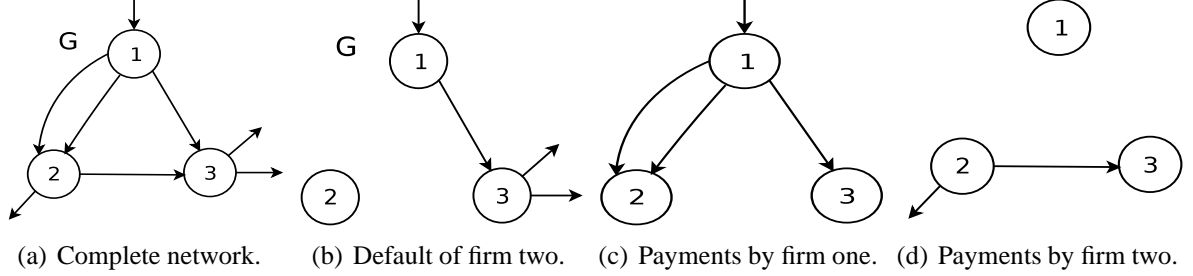 G
1
2
3
G
1
2
3
1
2
3
1
2
3
(a) Complete network.
(b) Default of firm two.
(c) Payments by firm one.
(d) Payments by firm two.